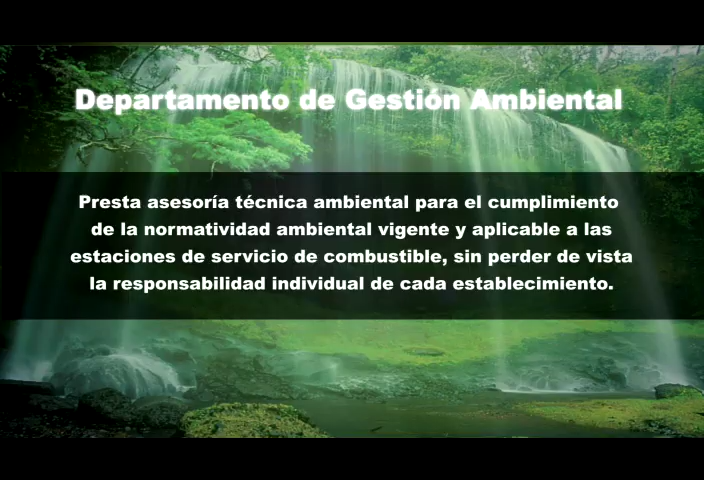 Departamento de Gestión Ambiental
Presta asesoría técnica ambiental para el cumplimiento
de la normatividad ambiental vigente y aplicable a las
estaciones de servicio de combustible, sin perder de vista
la responsabilidad individual de cada establecimiento.